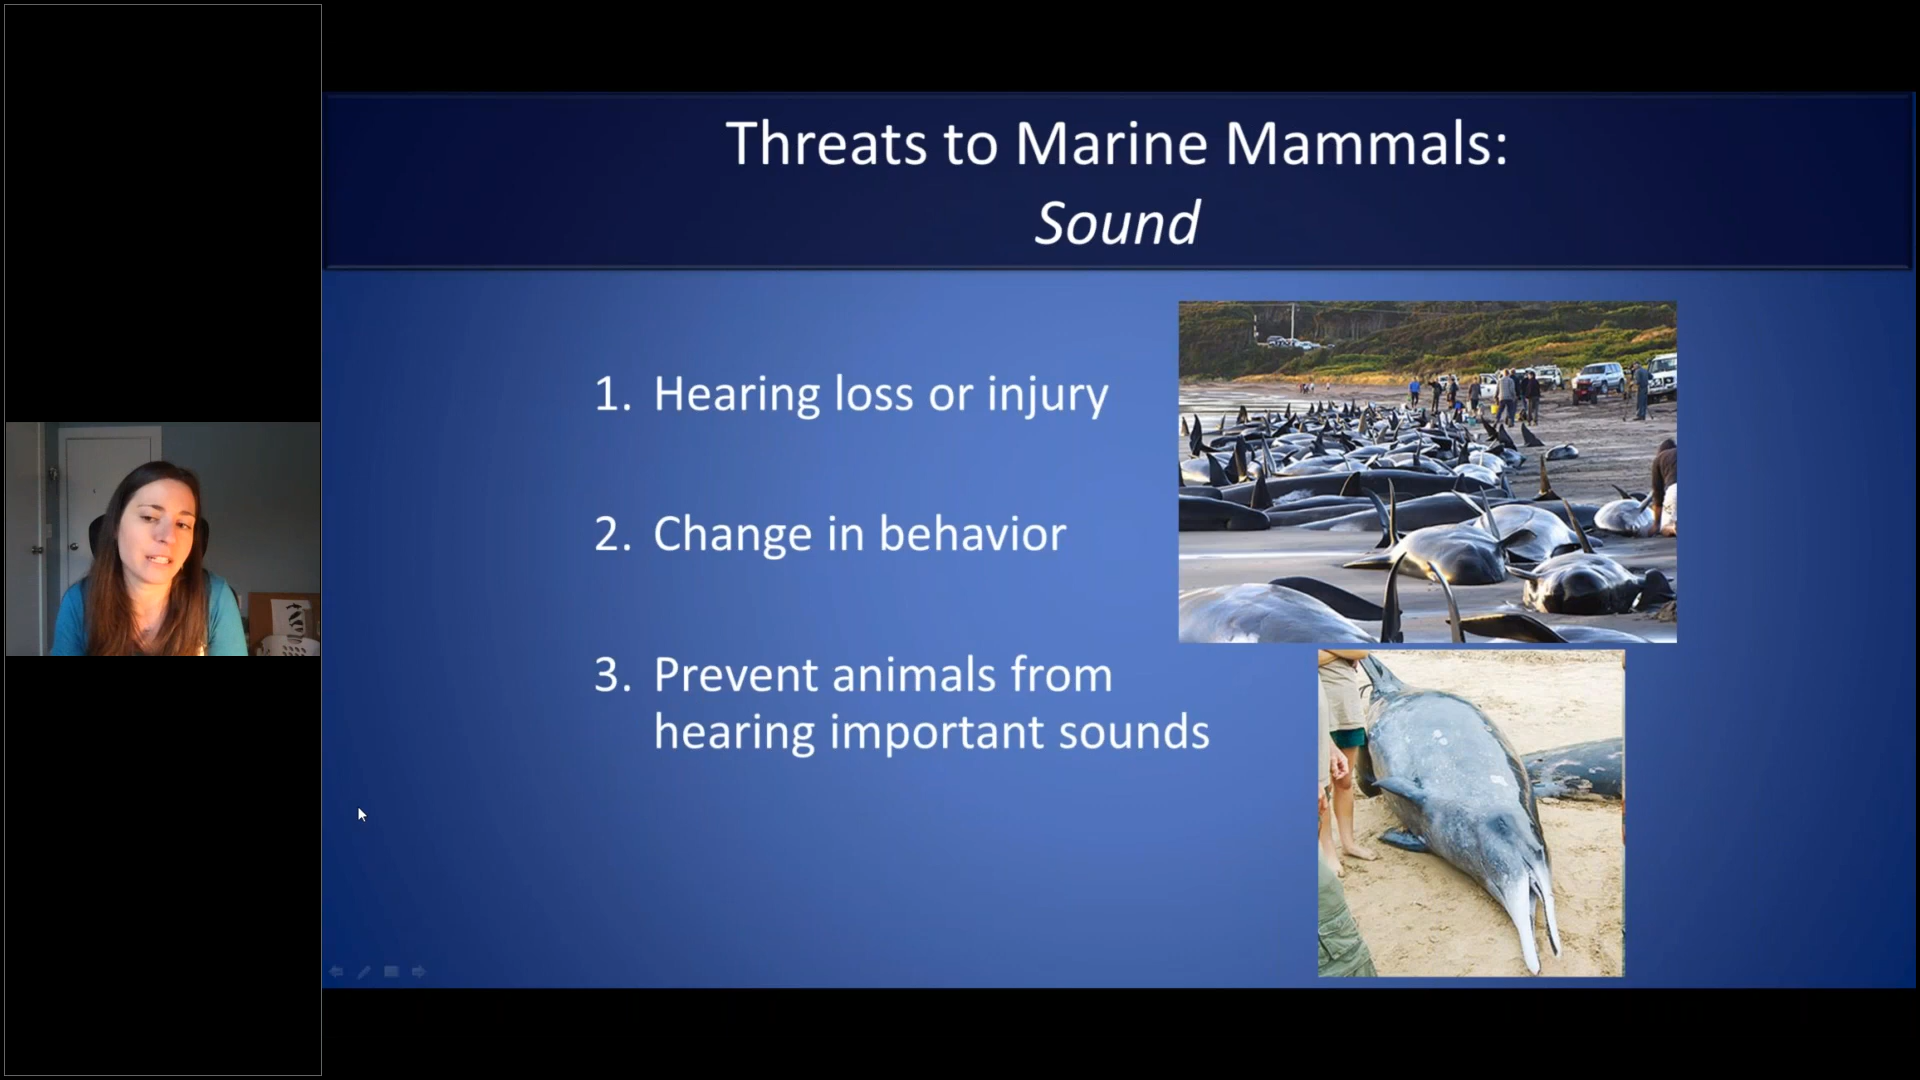 Threats to Marine Mammals:
Sound
1. Hearing loss or injury
2. Change in behavior
3. Prevent animals from
hearing important sounds